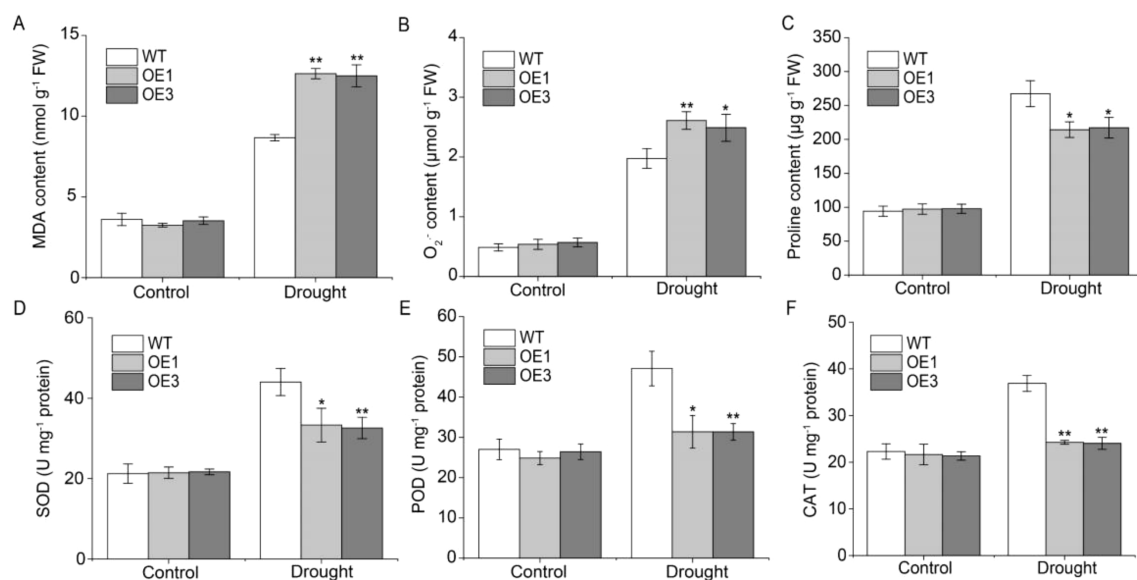 A
MDA content (nmol g⁻¹ FW)
15
10
5
0
WT
OE1
OE3
** **
Control Drought
B
O₂·⁻ content (µmol g⁻¹ FW)
4
3
2
1
0
WT
OE1
OE3
** *
Control Drought
C
Proline content (µg g⁻¹ FW)
350
300
250
200
150
100
50
0
WT
OE1
OE3
* *
Control Drought
D
SOD (U mg⁻¹ protein)
60
40
20
0
WT
OE1
OE3
* **
Control Drought
E
POD (U mg⁻¹ protein)
60
50
40
30
20
10
0
WT
OE1
OE3
* **
Control Drought
F
CAT (U mg⁻¹ protein)
50
40
30
20
10
0
WT
OE1
OE3
** **
Control Drought